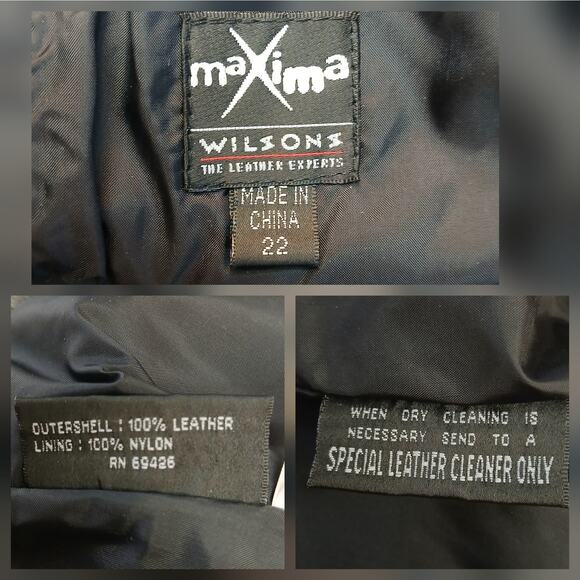 maXima
WILSONS
THE LEATHER EXPERTS
MADE IN
CHINA
22
OUTERSHELL : 100% LEATHER
LINING : 100% NYLON
RN 69426
WHEN DRY CLEANING IS
NECESSARY SEND TO A
SPECIAL LEATHER CLEANER ONLY